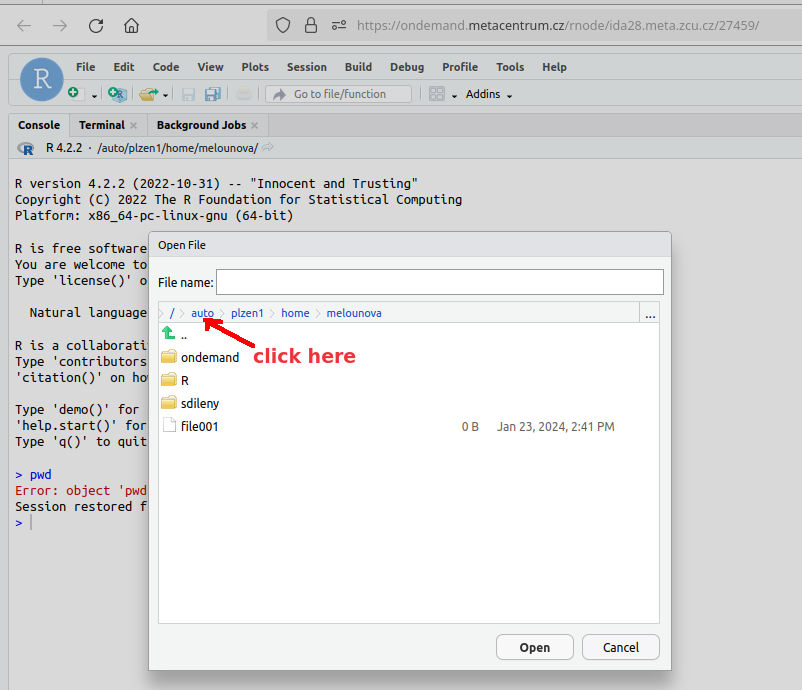 https://ondemand.metacentrum.cz/rnode/ida28.meta.zcu.cz/27459/
R
File Edit Code View Plots Session Build Debug Profile Tools Help
Go to file/function Addins
Console Terminal Background Jobs
R R 4.2.2 · /auto/plzen1/home/melounova/
R version 4.2.2 (2022-10-31) -- "Innocent and Trusting"
Copyright (C) 2022 The R Foundation for Statistical Computing
Platform: x86_64-pc-linux-gnu (64-bit)
R is free software
You are welcome to
Type 'license()' o
Natural language
R is a collaborati
Type 'contributors
'citation()' on how
Type 'demo()' for
'help.start()' for
Type 'q()' to quit
> pwd
Error: object 'pwd
Session restored f
>
Open File
File name:
/ auto plzen1 home melounova ...
..
ondemand
click here
R
sdileny
file001 0 B Jan 23, 2024, 2:41 PM
Open Cancel